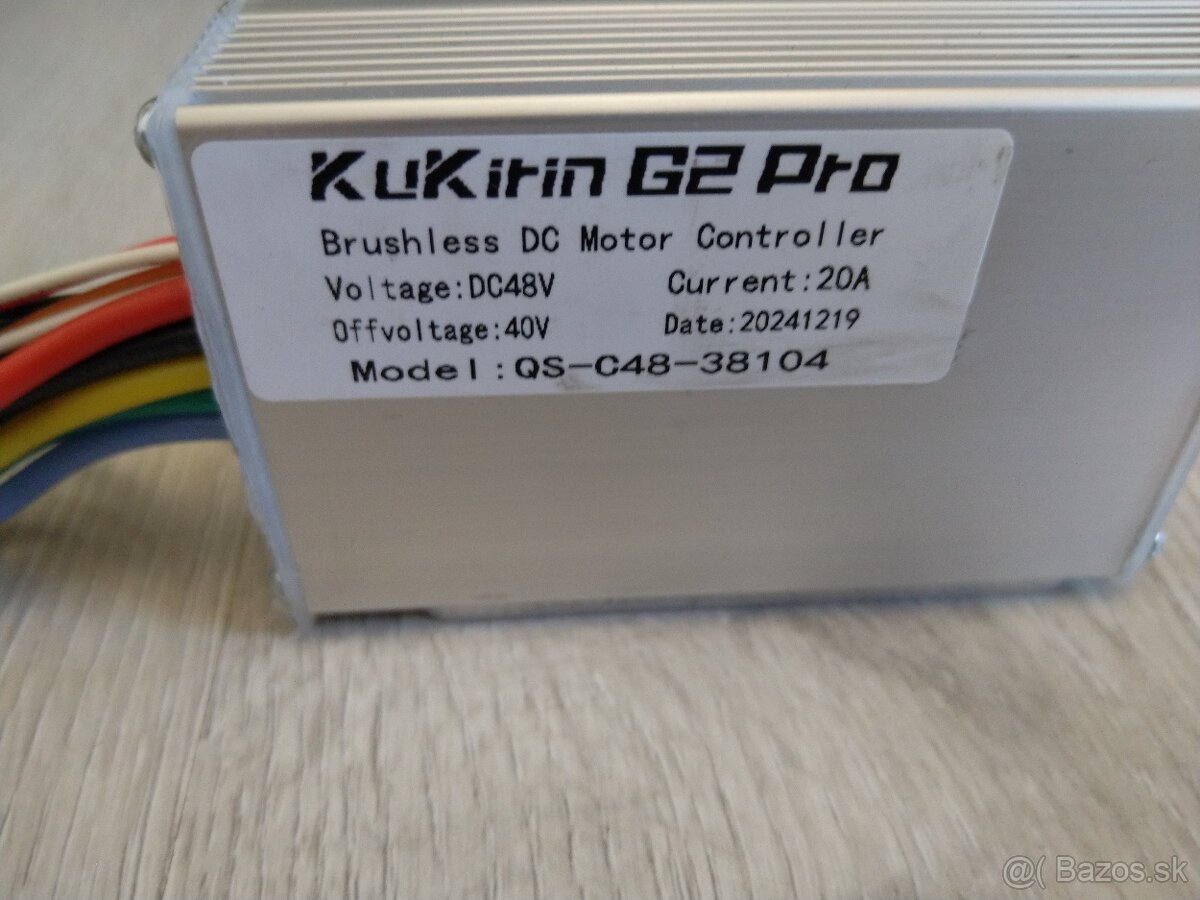 KuKirin G2 Pro
Brushless DC Motor Controller
Voltage:DC48V Current:20A
Offvoltage:40V Date:20241219
Model:QS-C48-38104
@( Bazos.sk